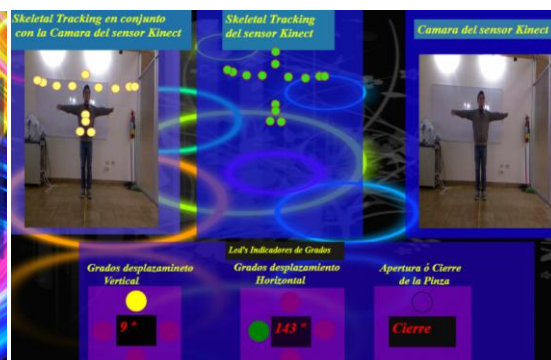 Skeletal Tracking en conjunto
con la Camara del sensor Kinect
Skeletal Tracking
del sensor Kinect
Camara del sensor Kinect
Led's Indicadores de Grados
Grados desplazamineto
Vertical
Grados desplazamiento
Horizontal
Apertura ó Cierre
de la Pinza
9 º
143 º
Cierre